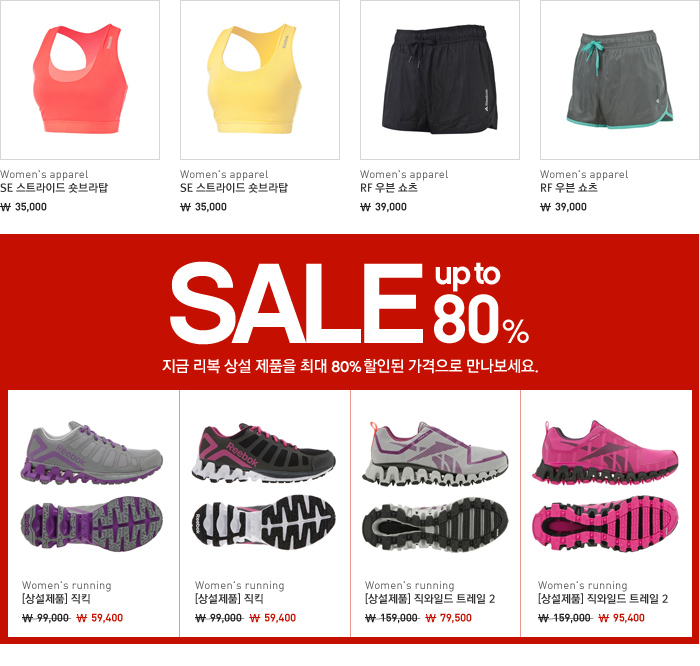 Women's apparel
SE 스트라이드 숏브라탑
₩ 35,000
Women's apparel
SE 스트라이드 숏브라탑
₩ 35,000
Reebok
Women's apparel
RF 우븐 쇼츠
₩ 39,000
Women's apparel
RF 우븐 쇼츠
₩ 39,000
SALE up to 80%
지금 리복 상설 제품을 최대 80% 할인된 가격으로 만나보세요.
Women's running
[상설제품] 직킥
₩ 99,000 ₩ 59,400
Reebok
Reebok
Women's running
[상설제품] 직킥
₩ 99,000 ₩ 59,400
Women's running
[상설제품] 직와일드 트레일 2
₩ 159,000 ₩ 79,500
Women's running
[상설제품] 직와일드 트레일 2
₩ 159,000 ₩ 95,400